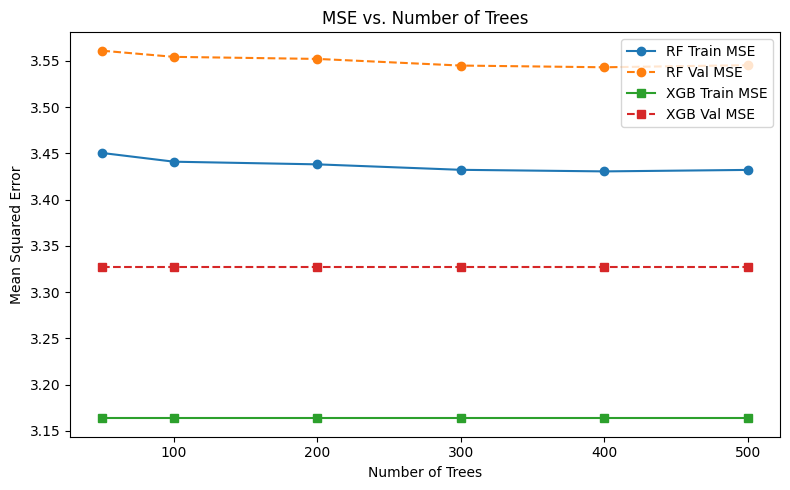 MSE vs. Number of Trees
RF Train MSE
RF Val MSE
XGB Train MSE
XGB Val MSE
Mean Squared Error
3.55
3.50
3.45
3.40
3.35
3.30
3.25
3.20
3.15
100
200
300
400
500
Number of Trees